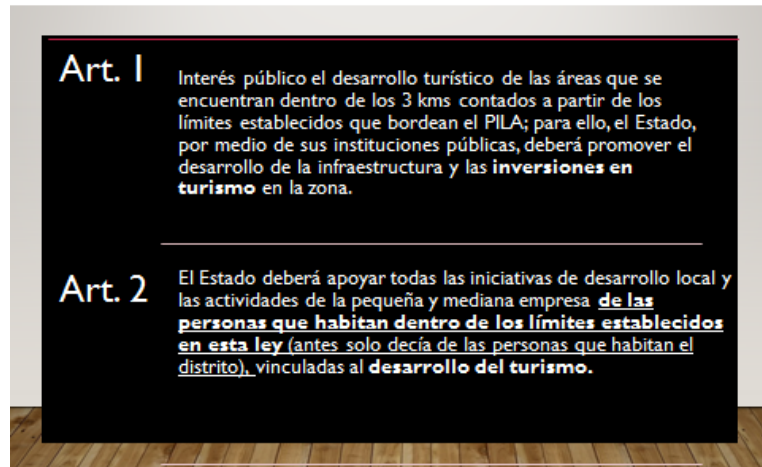 Art. 1
Interés público el desarrollo turístico de las áreas que se
encuentran dentro de los 3 kms contados a partir de los
límites establecidos que bordean el PILA; para ello, el Estado,
por medio de sus instituciones públicas, deberá promover el
desarrollo de la infraestructura y las inversiones en
turismo en la zona.
Art. 2
El Estado deberá apoyar todas las iniciativas de desarrollo local y
las actividades de la pequeña y mediana empresa de las
personas que habitan dentro de los límites establecidos
en esta ley (antes solo decía de las personas que habitan el
distrito), vinculadas al desarrollo del turismo.